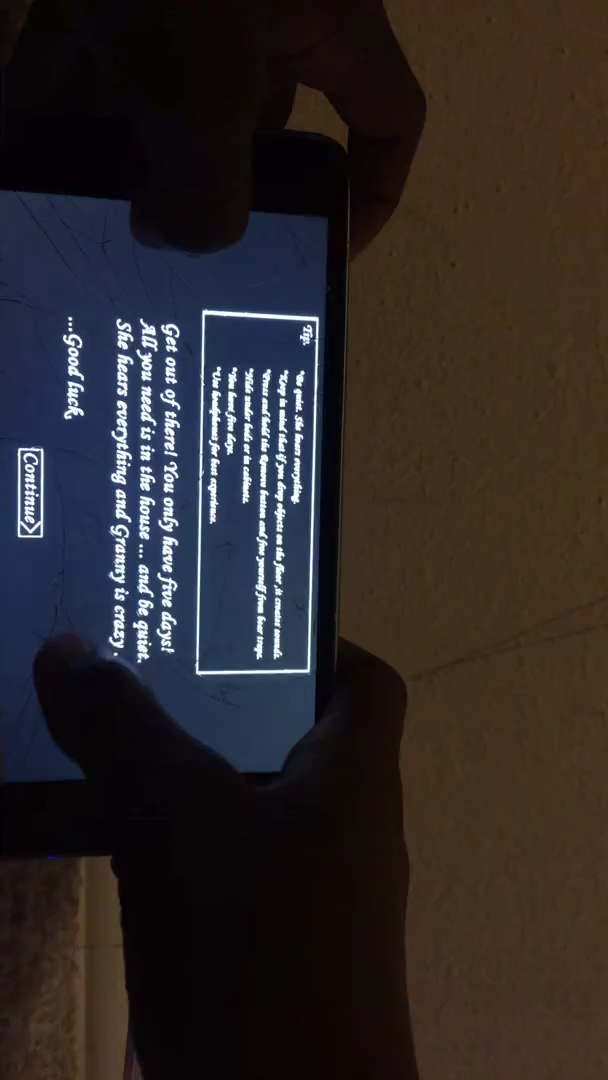 Tip.
*Be quiet. She hears everything.
*Keep in mind that if you drop objects on the floor ,it creates sounds.
*Press and hold the Remove button and free yourself from bear traps.
*Hide under beds or in cabinets.
*You have five days.
*Use headphones for best experience.
Get out of there! You only have five days!
All you need is in the house ... and be quiet.
She hears everything and Granny is crazy .
...Good luck,
Continue>